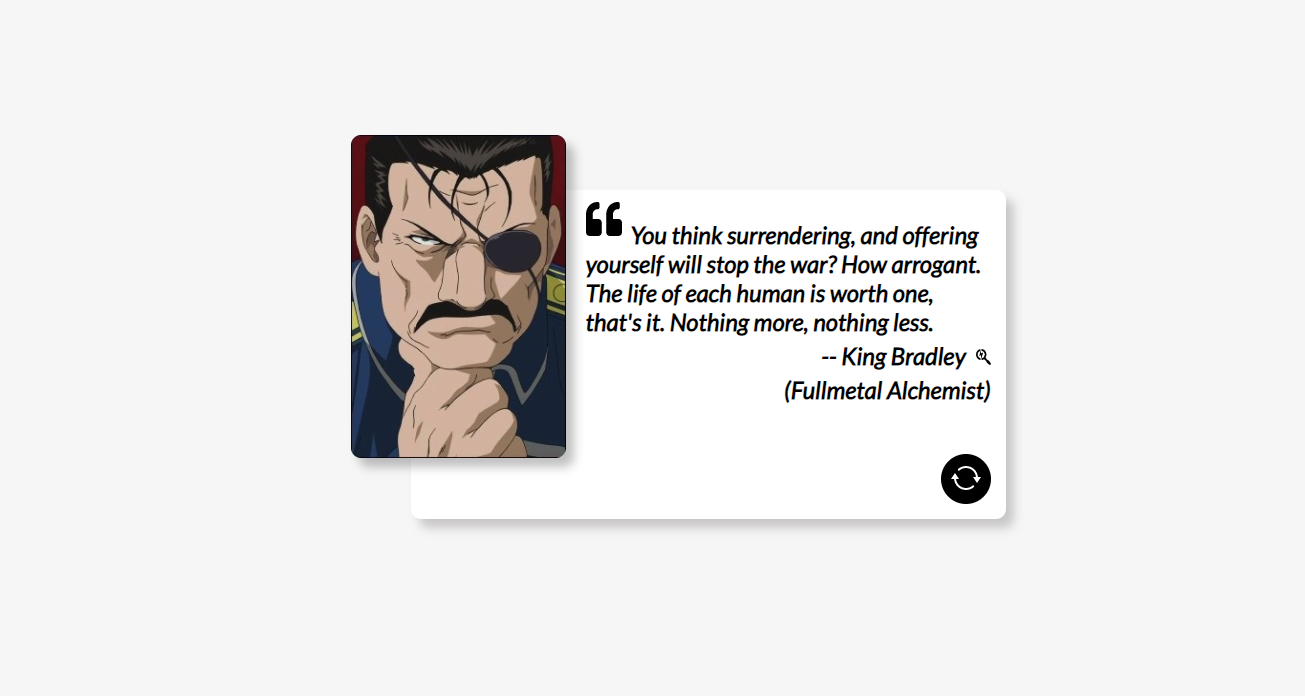 ❝ You think surrendering, and offering
yourself will stop the war? How arrogant.
The life of each human is worth one,
that's it. Nothing more, nothing less.
-- King Bradley
(Fullmetal Alchemist)